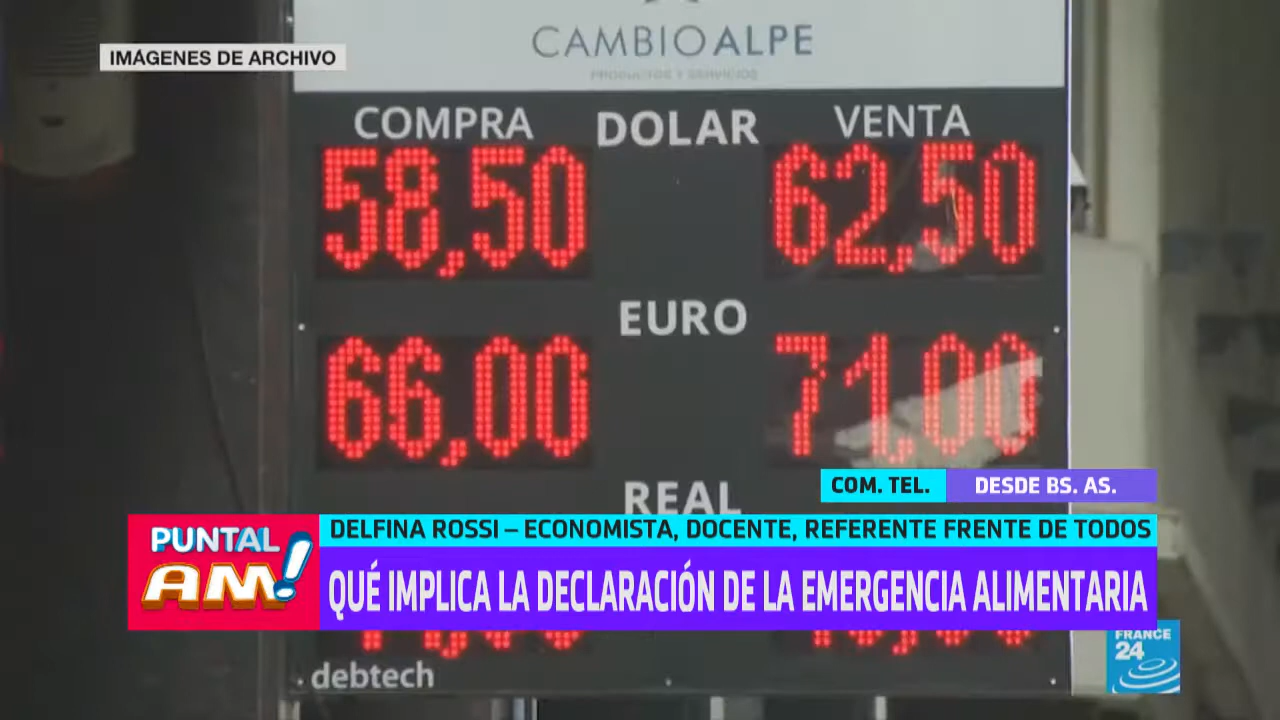 IMÁGENES DE ARCHIVO
CAMBIOALPE
PRODUCTOS Y SERVICIOS
COMPRA DOLAR VENTA
58,50 62,50
EURO
66,00 71,00
REAL
COM. TEL. DESDE BS. AS.
PUNTAL AM!
DELFINA ROSSI – ECONOMISTA, DOCENTE, REFERENTE FRENTE DE TODOS
QUÉ IMPLICA LA DECLARACIÓN DE LA EMERGENCIA ALIMENTARIA
FRANCE
24
debtech